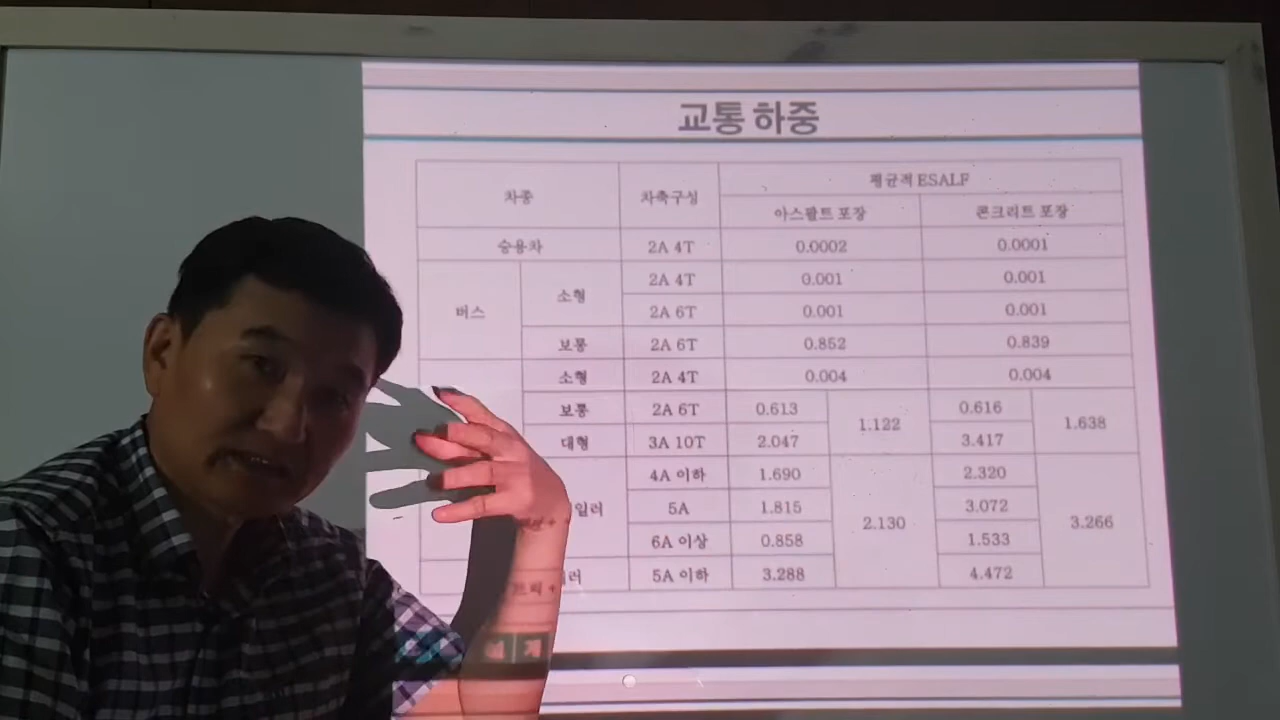 교통 하중
차종 차축구성 평균적 ESALF
아스팔트 포장 콘크리트 포장
승용차 2A 4T 0.0002 0.0001
버스 소형 2A 4T 0.001 0.001
2A 6T 0.001 0.001
보통 2A 6T 0.852 0.839
소형 2A 4T 0.004 0.004
보통 2A 6T 0.613 1.122 0.616 1.638
대형 3A 10T 2.047 3.417
4A 이하 1.690 2.130 2.320 3.266
일러 5A 1.815 3.072
6A 이상 0.858 1.533
트럭 + 러 5A 이하 3.288 4.472